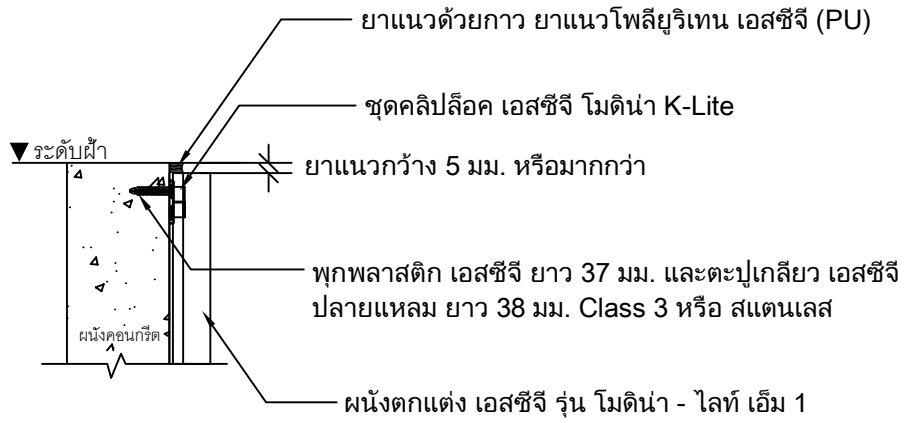 ยาแนวด้วยกาว ยาแนวโพลียูริเทน เอสซีจี (PU)
ชุดคลิปล็อค เอสซีจี โมดิน่า K-Lite
ระดับฝ้า
ยาแนวกว้าง 5 มม. หรือมากกว่า
พุกพลาสติก เอสซีจี ยาว 37 มม. และตะปูเกลียว เอสซีจี
ปลายแหลม ยาว 38 มม. Class 3 หรือ สแตนเลส
ผนังคอนกรีต
ผนังตกแต่ง เอสซีจี รุ่น โมดิน่า - ไลท์ เอ็ม 1